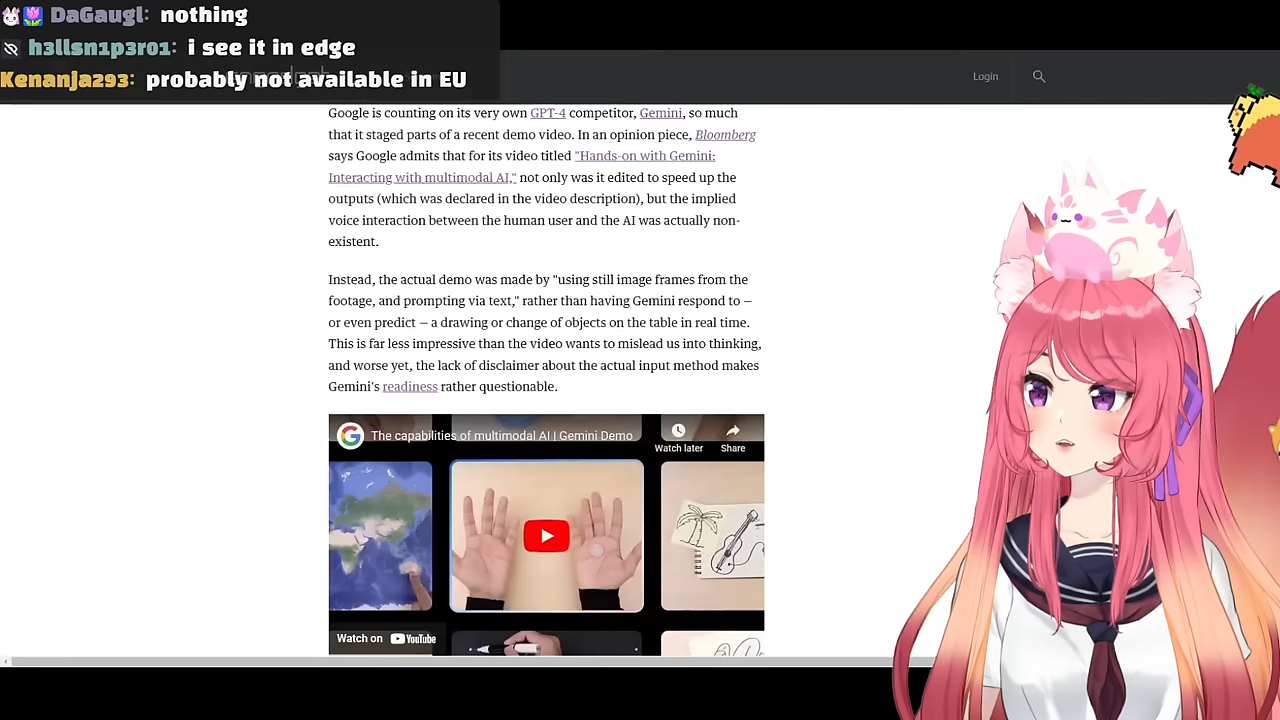 DaGaugl: nothing
h3llsn1p3r01: i see it in edge
Kenanja293: probably not available in EU
Login
Google is counting on its very own GPT-4 competitor, Gemini, so much
that it staged parts of a recent demo video. In an opinion piece, Bloomberg
says Google admits that for its video titled "Hands-on with Gemini:
Interacting with multimodal AI," not only was it edited to speed up the
outputs (which was declared in the video description), but the implied
voice interaction between the human user and the AI was actually non-
existent.
Instead, the actual demo was made by "using still image frames from the
footage, and prompting via text," rather than having Gemini respond to —
or even predict — a drawing or change of objects on the table in real time.
This is far less impressive than the video wants to mislead us into thinking,
and worse yet, the lack of disclaimer about the actual input method makes
Gemini's readiness rather questionable.
The capabilities of multimodal AI | Gemini Demo
Watch later
Share
Watch on YouTube